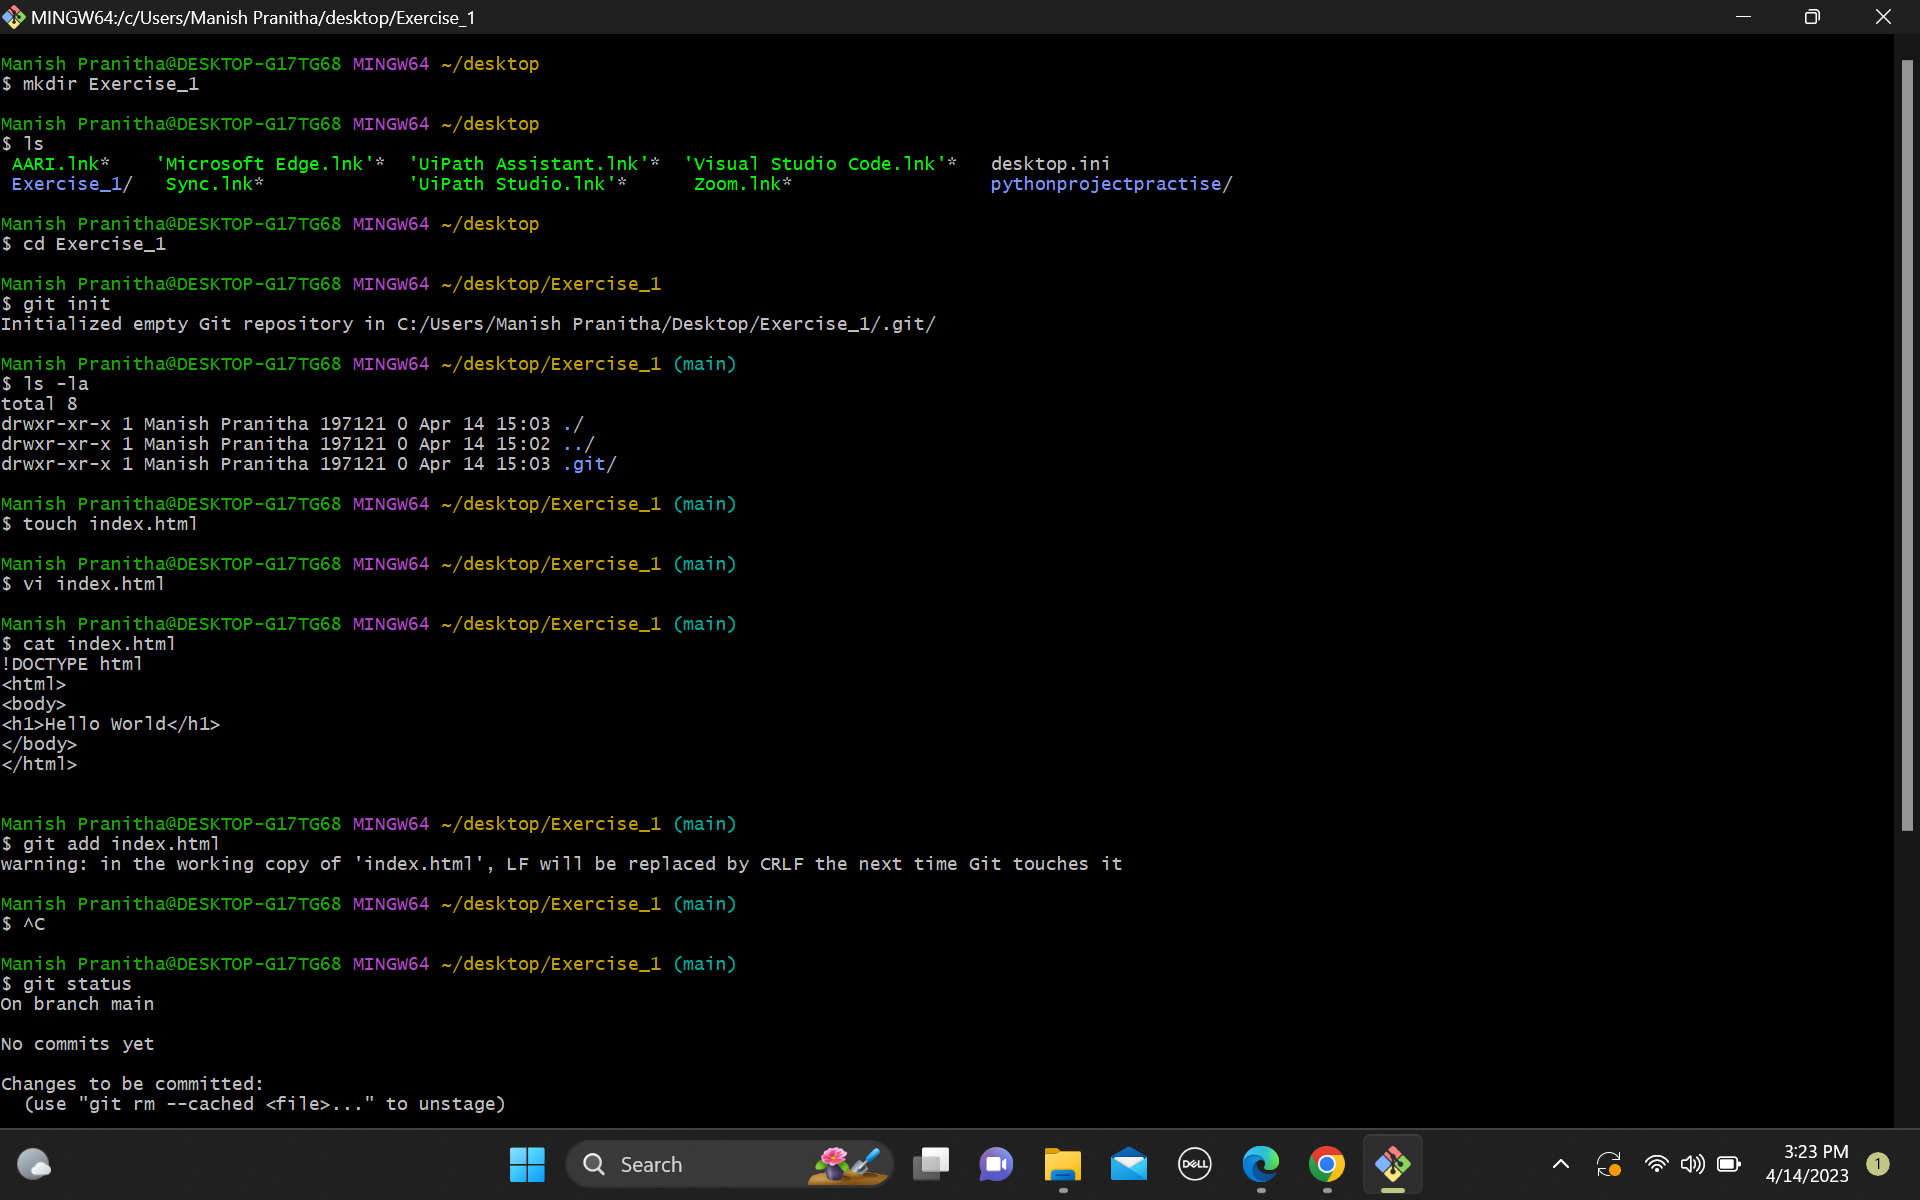 MINGW64:/c/Users/Manish Pranitha/desktop/Exercise_1
Manish Pranitha@DESKTOP-G17TG68 MINGW64 ~/desktop
$ mkdir Exercise_1
Manish Pranitha@DESKTOP-G17TG68 MINGW64 ~/desktop
$ ls
AARI.lnk* 'Microsoft Edge.lnk'* 'UiPath Assistant.lnk'* 'Visual Studio Code.lnk'* desktop.ini
Exercise_1/ Sync.lnk* 'UiPath Studio.lnk'* Zoom.lnk* pythonprojectpractise/
Manish Pranitha@DESKTOP-G17TG68 MINGW64 ~/desktop
$ cd Exercise_1
Manish Pranitha@DESKTOP-G17TG68 MINGW64 ~/desktop/Exercise_1
$ git init
Initialized empty Git repository in C:/Users/Manish Pranitha/Desktop/Exercise_1/.git/
Manish Pranitha@DESKTOP-G17TG68 MINGW64 ~/desktop/Exercise_1 (main)
$ ls -la
total 8
drwxr-xr-x 1 Manish Pranitha 197121 0 Apr 14 15:03 ./
drwxr-xr-x 1 Manish Pranitha 197121 0 Apr 14 15:02 ../
drwxr-xr-x 1 Manish Pranitha 197121 0 Apr 14 15:03 .git/
Manish Pranitha@DESKTOP-G17TG68 MINGW64 ~/desktop/Exercise_1 (main)
$ touch index.html
Manish Pranitha@DESKTOP-G17TG68 MINGW64 ~/desktop/Exercise_1 (main)
$ vi index.html
Manish Pranitha@DESKTOP-G17TG68 MINGW64 ~/desktop/Exercise_1 (main)
$ cat index.html
!DOCTYPE html
<html>
<body>
<h1>Hello World</h1>
</body>
</html>
Manish Pranitha@DESKTOP-G17TG68 MINGW64 ~/desktop/Exercise_1 (main)
$ git add index.html
warning: in the working copy of 'index.html', LF will be replaced by CRLF the next time Git touches it
Manish Pranitha@DESKTOP-G17TG68 MINGW64 ~/desktop/Exercise_1 (main)
$ ^C
Manish Pranitha@DESKTOP-G17TG68 MINGW64 ~/desktop/Exercise_1 (main)
$ git status
On branch main
No commits yet
Changes to be committed:
(use "git rm --cached <file>..." to unstage)
Search
DELL
3:23 PM
4/14/2023
1